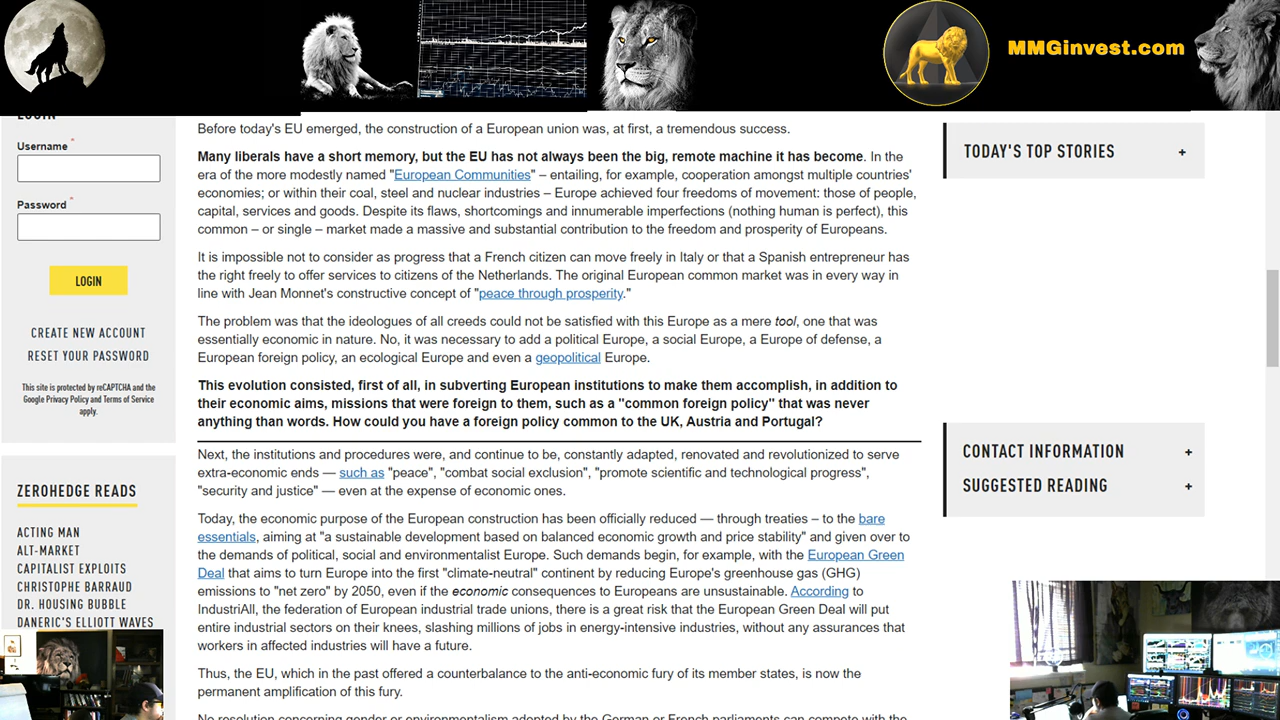 MMGinvest.com
LOGIN
Username *
Password *
LOGIN
CREATE NEW ACCOUNT
RESET YOUR PASSWORD
This site is protected by reCAPTCHA and the
Google Privacy Policy and Terms of Service
apply.
ZEROHEDGE READS
ACTING MAN
ALT-MARKET
CAPITALIST EXPLOITS
CHRISTOPHE BARRAUD
DR. HOUSING BUBBLE
DANERIC'S ELLIOTT WAVES
Before today's EU emerged, the construction of a European union was, at first, a tremendous success.
Many liberals have a short memory, but the EU has not always been the big, remote machine it has become. In the
era of the more modestly named "European Communities" – entailing, for example, cooperation amongst multiple countries'
economies; or within their coal, steel and nuclear industries – Europe achieved four freedoms of movement: those of people,
capital, services and goods. Despite its flaws, shortcomings and innumerable imperfections (nothing human is perfect), this
common – or single – market made a massive and substantial contribution to the freedom and prosperity of Europeans.
It is impossible not to consider as progress that a French citizen can move freely in Italy or that a Spanish entrepreneur has
the right freely to offer services to citizens of the Netherlands. The original European common market was in every way in
line with Jean Monnet's constructive concept of "peace through prosperity."
The problem was that the ideologues of all creeds could not be satisfied with this Europe as a mere tool, one that was
essentially economic in nature. No, it was necessary to add a political Europe, a social Europe, a Europe of defense, a
European foreign policy, an ecological Europe and even a geopolitical Europe.
This evolution consisted, first of all, in subverting European institutions to make them accomplish, in addition to
their economic aims, missions that were foreign to them, such as a "common foreign policy" that was never
anything than words. How could you have a foreign policy common to the UK, Austria and Portugal?
Next, the institutions and procedures were, and continue to be, constantly adapted, renovated and revolutionized to serve
extra-economic ends — such as "peace", "combat social exclusion", "promote scientific and technological progress",
"security and justice" — even at the expense of economic ones.
Today, the economic purpose of the European construction has been officially reduced — through treaties – to the bare
essentials, aiming at "a sustainable development based on balanced economic growth and price stability" and given over to
the demands of political, social and environmentalist Europe. Such demands begin, for example, with the European Green
Deal that aims to turn Europe into the first "climate-neutral" continent by reducing Europe's greenhouse gas (GHG)
emissions to "net zero" by 2050, even if the economic consequences to Europeans are unsustainable. According to
IndustriAll, the federation of European industrial trade unions, there is a great risk that the European Green Deal will put
entire industrial sectors on their knees, slashing millions of jobs in energy-intensive industries, without any assurances that
workers in affected industries will have a future.
Thus, the EU, which in the past offered a counterbalance to the anti-economic fury of its member states, is now the
permanent amplification of this fury.
No resolution concerning gender or environmentalism adopted by the German or French parliaments can compete with the
TODAY'S TOP STORIES +
CONTACT INFORMATION +
SUGGESTED READING +